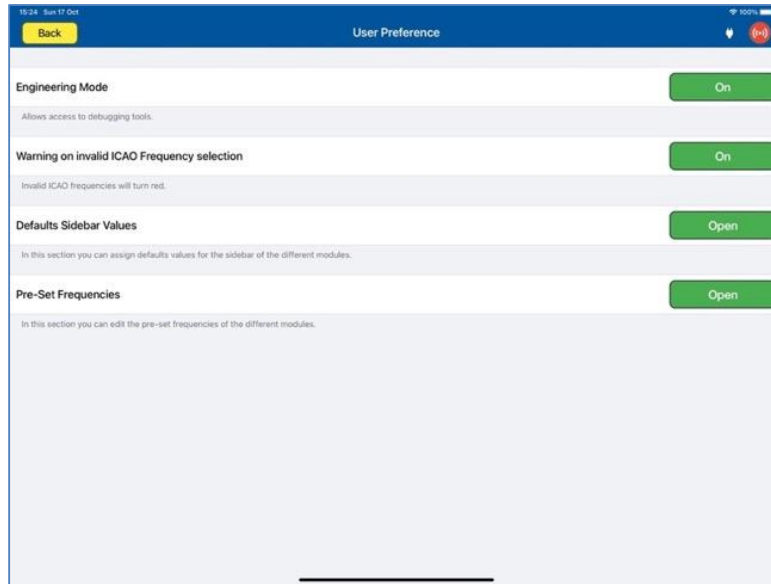 15:24 Sun 17 Oct
100%
Back
User Preference
Engineering Mode
On
Allows access to debugging tools.
Warning on invalid ICAO Frequency selection
On
Invalid ICAO frequencies will turn red.
Defaults Sidebar Values
Open
In this section you can assign defaults values for the sidebar of the different modules.
Pre-Set Frequencies
Open
In this section you can edit the pre-set frequencies of the different modules.